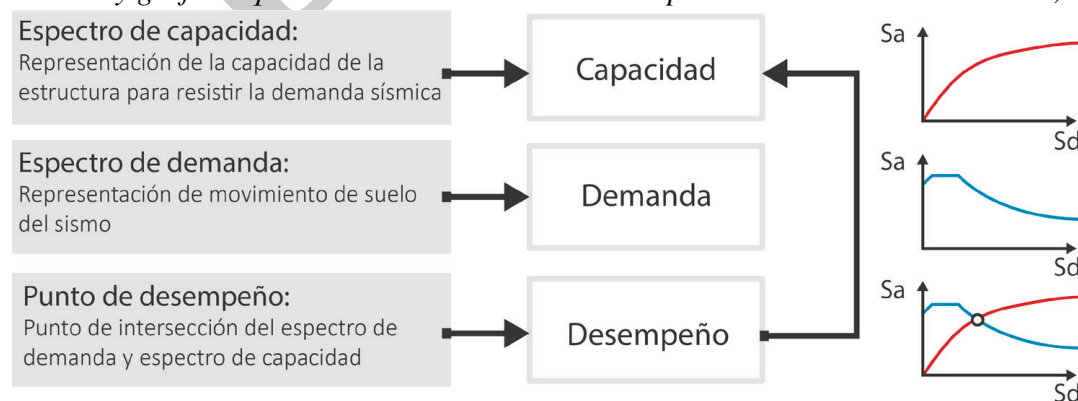 Espectro de capacidad:
Representación de la capacidad de la
estructura para resistir la demanda sísmica
Capacidad
Sa
Sd
Espectro de demanda:
Representación de movimiento de suelo
del sismo
Demanda
Sa
Sd
Punto de desempeño:
Punto de intersección del espectro de
demanda y espectro de capacidad
Desempeño
Sa
Sd